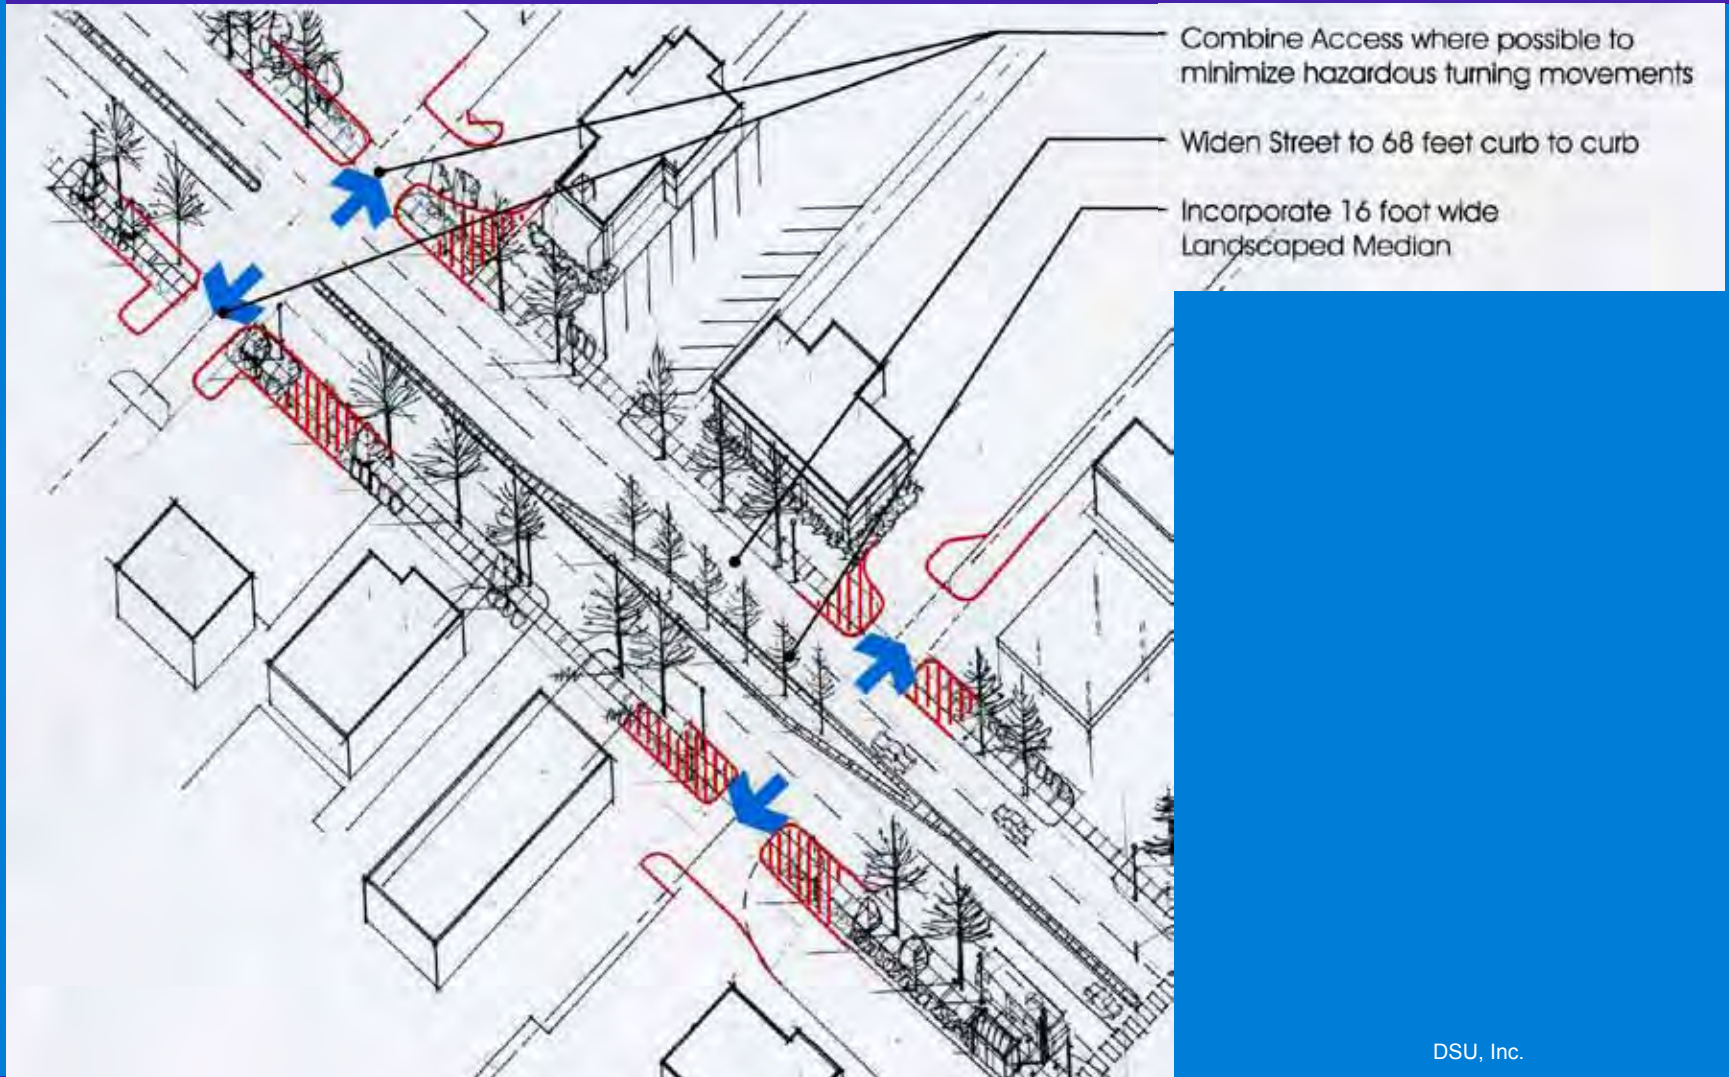 Combine Access where possible to
minimize hazardous turning movements
Widen Street to 68 feet curb to curb
Incorporate 16 foot wide
Landscaped Median
DSU, Inc.